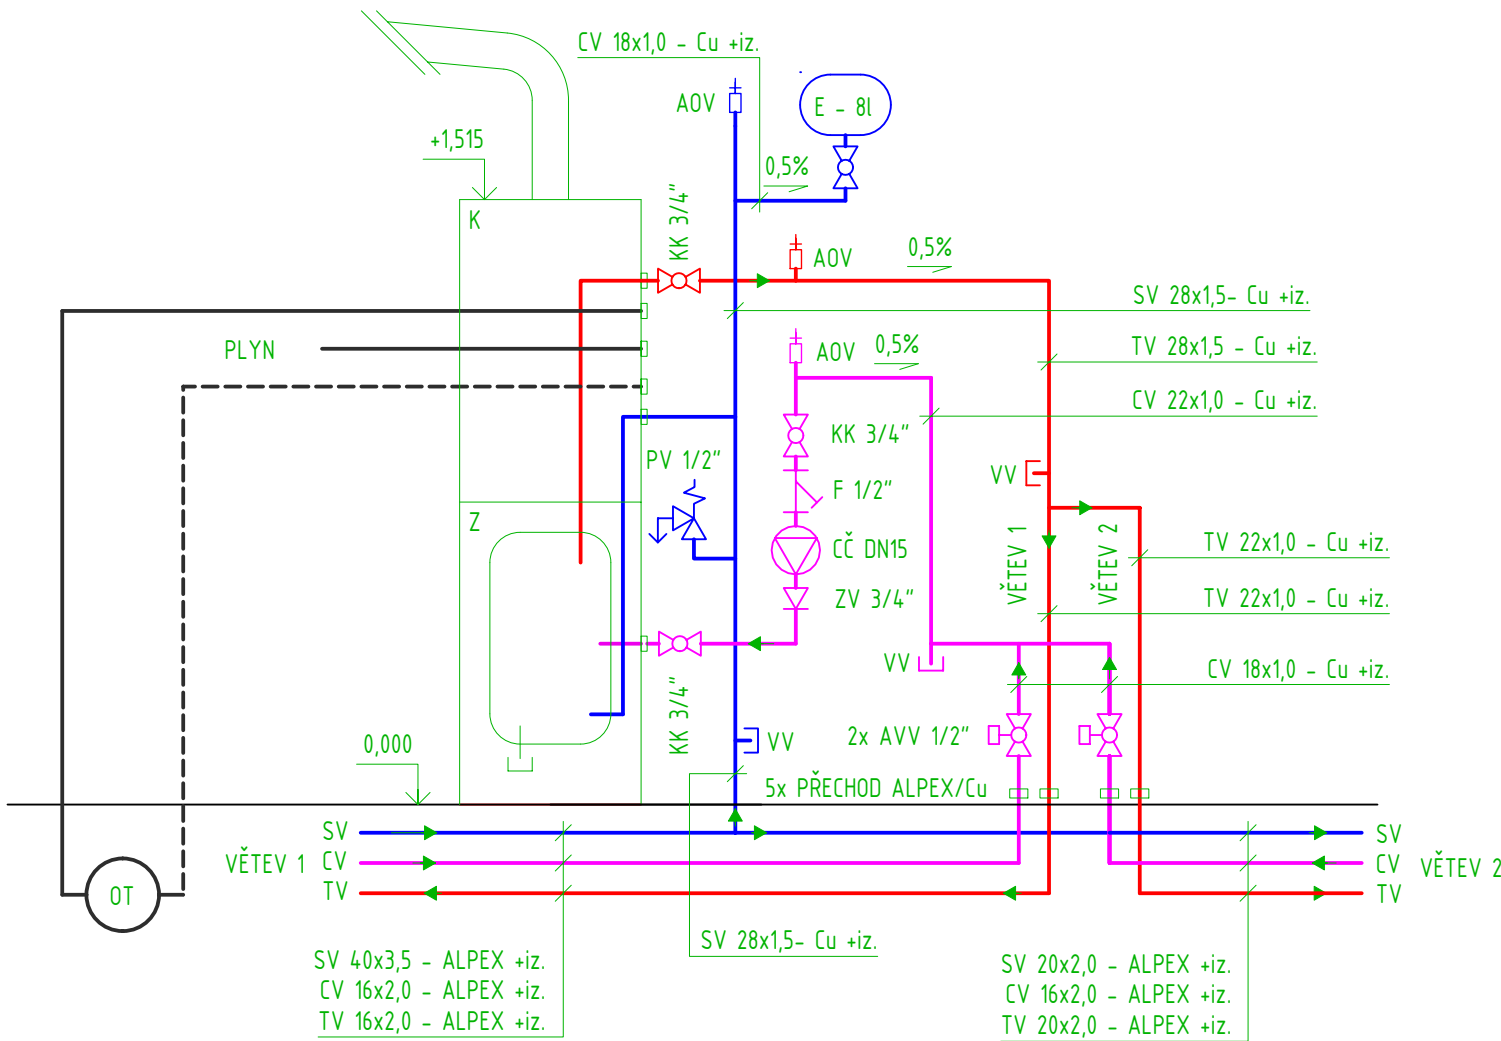 CV 18x1,0 - Cu +iz.
AOV
E - 8l
+1,515
0,5%
K
KK 3/4"
AOV
0,5%
SV 28x1,5- Cu +iz.
PLYN
AOV
0,5%
TV 28x1,5 - Cu +iz.
CV 22x1,0 - Cu +iz.
KK 3/4"
PV 1/2"
VV
F 1/2"
Z
VĚTEV 1
VĚTEV 2
CČ DN15
TV 22x1,0 - Cu +iz.
ZV 3/4"
TV 22x1,0 - Cu +iz.
VV
CV 18x1,0 - Cu +iz.
KK 3/4"
0,000
VV
2x AVV 1/2"
5x PŘECHOD ALPEX/Cu
SV
SV
VĚTEV 1
CV
CV
VĚTEV 2
TV
TV
OT
SV 28x1,5- Cu +iz.
SV 40x3,5 - ALPEX +iz.
CV 16x2,0 - ALPEX +iz.
TV 16x2,0 - ALPEX +iz.
SV 20x2,0 - ALPEX +iz.
CV 16x2,0 - ALPEX +iz.
TV 20x2,0 - ALPEX +iz.